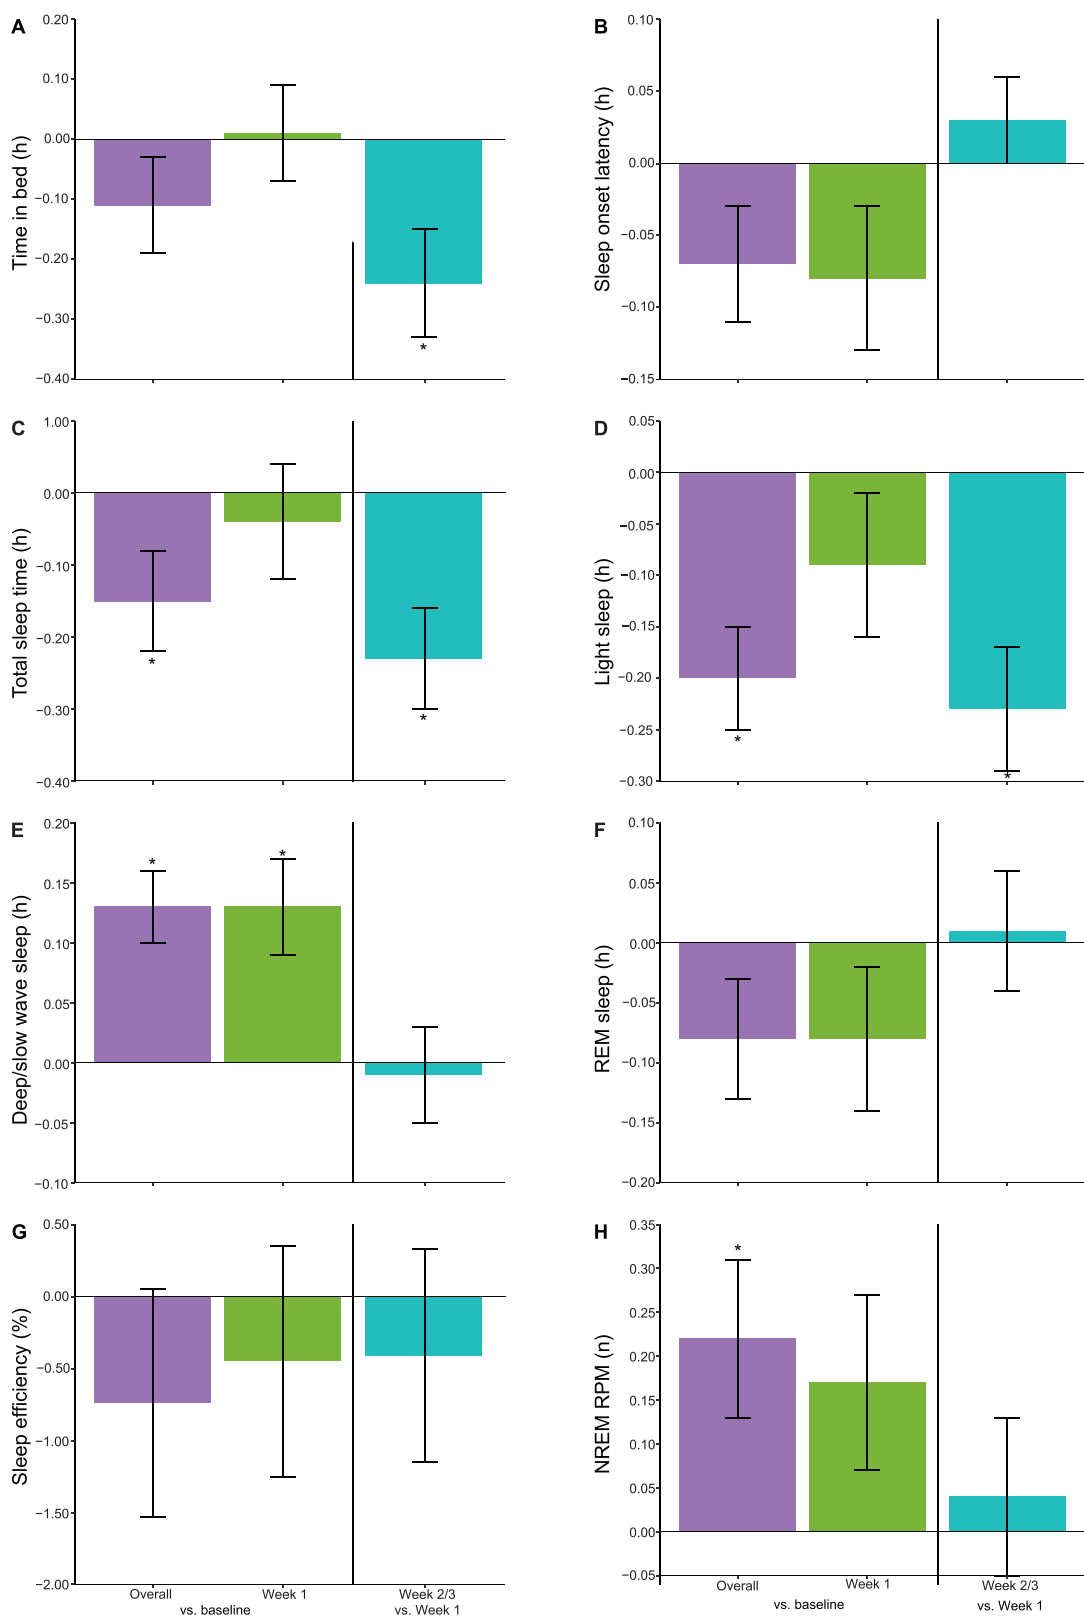 A
Time in bed (h)
0.20
0.10
0.00
−0.10
−0.20
−0.30
−0.40
*
B
Sleep onset latency (h)
0.10
0.05
0.00
−0.05
−0.10
−0.15
C
Total sleep time (h)
1.00
0.00
−0.10
−0.20
−0.30
−0.40
*
*
D
Light sleep (h)
0.05
0.00
−0.05
−0.10
−0.15
−0.20
−0.25
−0.30
*
*
E
Deep/slow wave sleep (h)
0.20
0.15
0.10
0.05
0.00
−0.05
−0.10
*
*
F
REM sleep (h)
0.10
0.05
0.00
−0.05
−0.10
−0.15
−0.20
G
Sleep efficiency (%)
0.50
0.00
−0.50
−1.00
−1.50
−2.00
Overall
Week 1
Week 2/3
vs. baseline
vs. Week 1
H
NREM RPM (n)
0.35
0.30
0.25
0.20
0.15
0.10
0.05
0.00
−0.05
*
Overall
Week 1
Week 2/3
vs. baseline
vs. Week 1